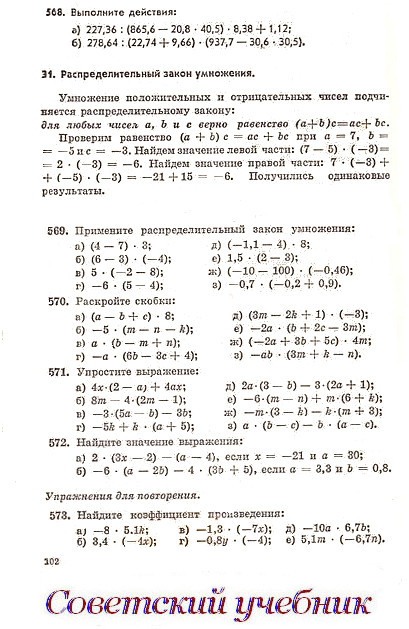 568. Выполните действия:
а) 227,36 : (865,6 — 20,8 · 40,5) · 8,38 + 1,12;
б) 278,64 : (22,74 + 9,66) · (937,7 — 30,6 · 30,5).
31. Распределительный закон умножения.
Умножение положительных и отрицательных чисел подчи-
няется распределительному закону:
для любых чисел a, b и c верно равенство (a+b)c=ac+bc.
Проверим равенство (a + b) c = ac + bc при a = 7, b =
= —5 и c = —3. Найдем значение левой части: (7 — 5) · (—3)=
= 2 · (—3) = —6. Найдем значение правой части: 7 · (—3) +
+ (—5) · (—3) = —21 + 15 = —6. Получились одинаковые
результаты.
569. Примените распределительный закон умножения:
а) (4 — 7) · 3; д) (—1,1 — 4) · 8;
б) (6 — 3) · (—4); е) 1,5 · (2 — 3);
в) 5 · (—2 — 8); ж) (—10 — 100) · (—0,46);
г) —6 · (5 — 4); з) —0,7 · (—0,2 + 0,9).
570. Раскройте скобки:
а) (a — b + c) · 8; д) (3m — 2k + 1) · (—3);
б) —5 · (m — n — k); е) —2a · (b + 2c — 3m);
в) a · (b — m + n); ж) (—2a + 3b + 5c) · 4m;
г) —a · (6b — 3c + 4); з) —ab · (3m + k — n).
571. Упростите выражение:
а) 4x·(2 — a) + 4ax; д) 2a·(3 — b) — 3·(2a + 1);
б) 8m — 4·(2m — 1); е) —6·(m — n) + m·(6 + k);
в) —3·(5a — b) — 3b; ж) —m·(3 — k) — k·(m + 3);
г) —5k + k · (a + 5); з) a · (b — c) — b · (a — c).
572. Найдите значение выражения:
а) 2 · (3x — 2) — (a — 4), если x = —21 и a = 30;
б) —6 · (a — 2b) — 4 · (3b + 5), если a = 3,3 и b = 0,8.
Упражнения для повторения.
573. Найдите коэффициент произведения:
а) —8 · 5.1k; в) —1,3 · (—7x); д) —10a · 6,7b;
б) 3,4 · (—4x); г) —0,8y · (—4); е) 5,1m · (—6,7n).
202
Советский учебник